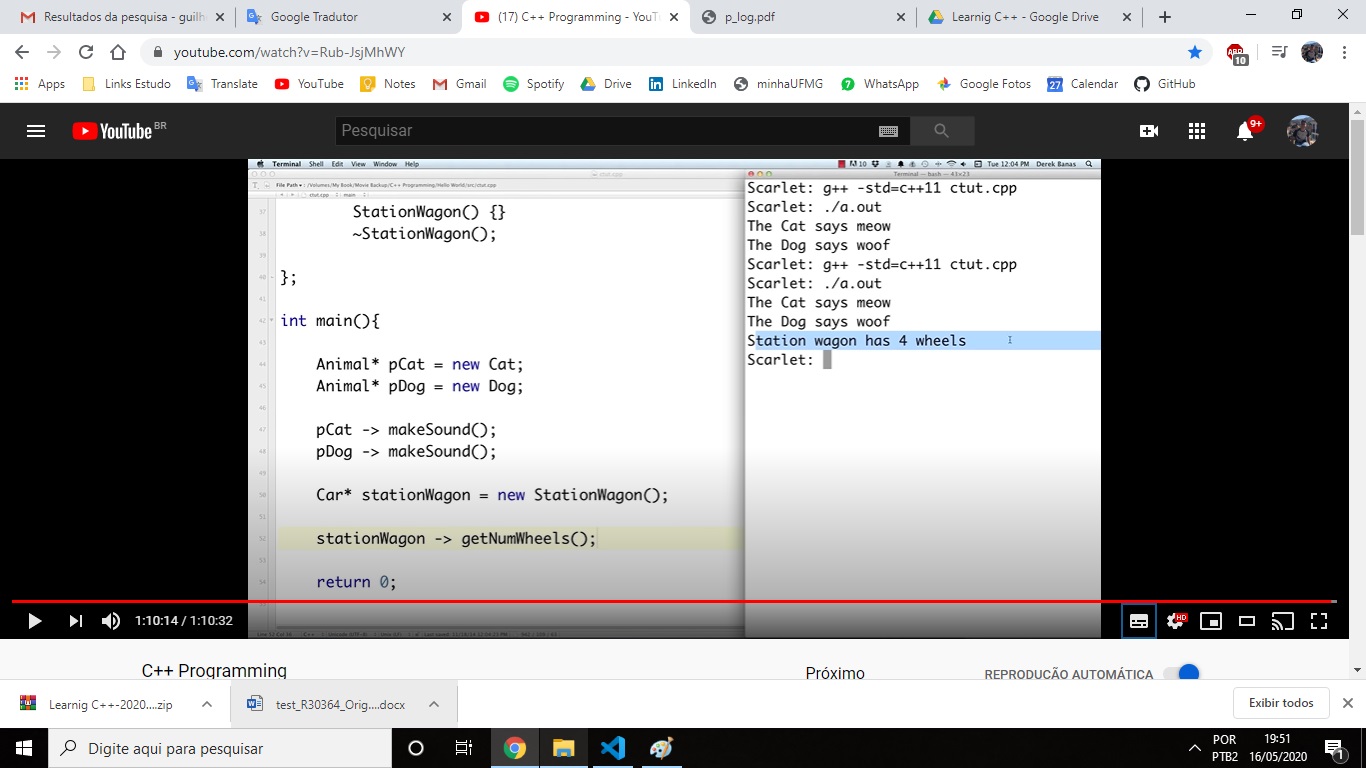 Resultados da pesquisa - guilh
Google Tradutor
(17) C++ Programming - YouT
p_log.pdf
Learnig C++ - Google Drive
youtube.com/watch?v=Rub-JsjMhWY
ABP
10
Apps
Links Estudo
Translate
YouTube
Notes
Gmail
Spotify
Drive
LinkedIn
minhaUFMG
WhatsApp
Google Fotos
27
Calendar
GitHub
YouTube BR
Pesquisar
9+
Terminal Shell Edit View Window Help
10
Tue 12:04 PM Derek Banas
ctut.cpp
File Path ▾ : /Volumes/My Book/Movie Backup/C++ Programming/Hello World/src/ctut.cpp
ctut.cpp main
37 StationWagon() {}
38 ~StationWagon();
39
40 };
41
42 int main(){
43
44 Animal* pCat = new Cat;
45 Animal* pDog = new Dog;
46
47 pCat -> makeSound();
48 pDog -> makeSound();
49
50 Car* stationWagon = new StationWagon();
51
52 stationWagon -> getNumWheels();
53
54 return 0;
Terminal — bash — 43×23
Scarlet: g++ -std=c++11 ctut.cpp
Scarlet: ./a.out
The Cat says meow
The Dog says woof
Scarlet: g++ -std=c++11 ctut.cpp
Scarlet: ./a.out
The Cat says meow
The Dog says woof
Station wagon has 4 wheels
Scarlet:
1:10:14 / 1:10:32
HD
C++ Programming
Próximo
REPRODUÇÃO AUTOMÁTICA
Learnig C++-2020....zip
test_R30364_Orig....docx
Exibir todos
Digite aqui para pesquisar
POR
PTB2
19:51
16/05/2020
1